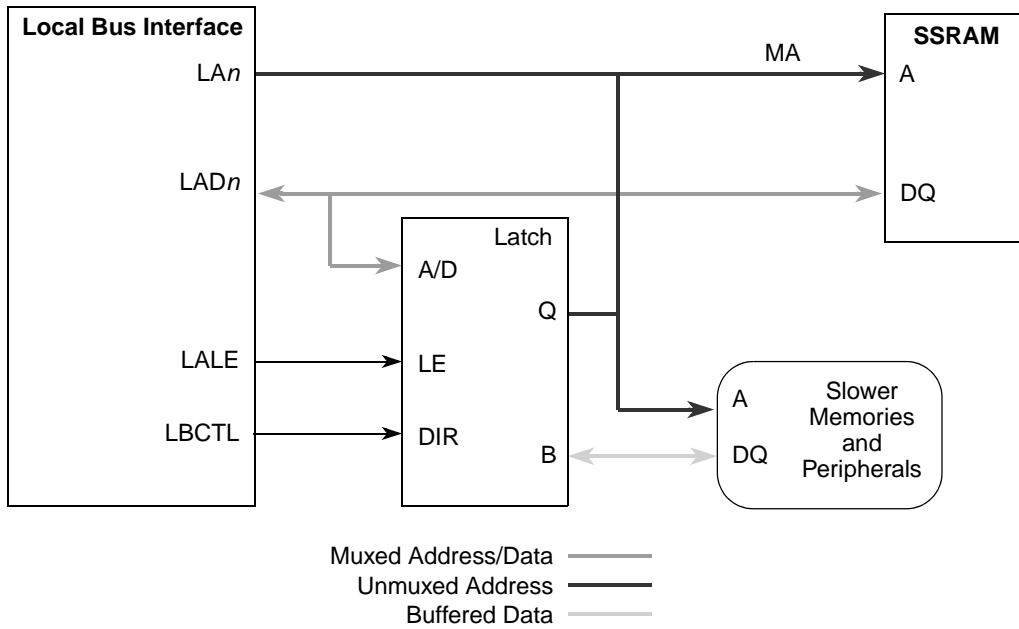 Local Bus Interface
SSRAM
LAn
MA
A
LADn
DQ
Latch
A/D
Q
LALE
LE
LBCTL
DIR
B
A
DQ
Slower
Memories
and
Peripherals
Muxed Address/Data
Unmuxed Address
Buffered Data